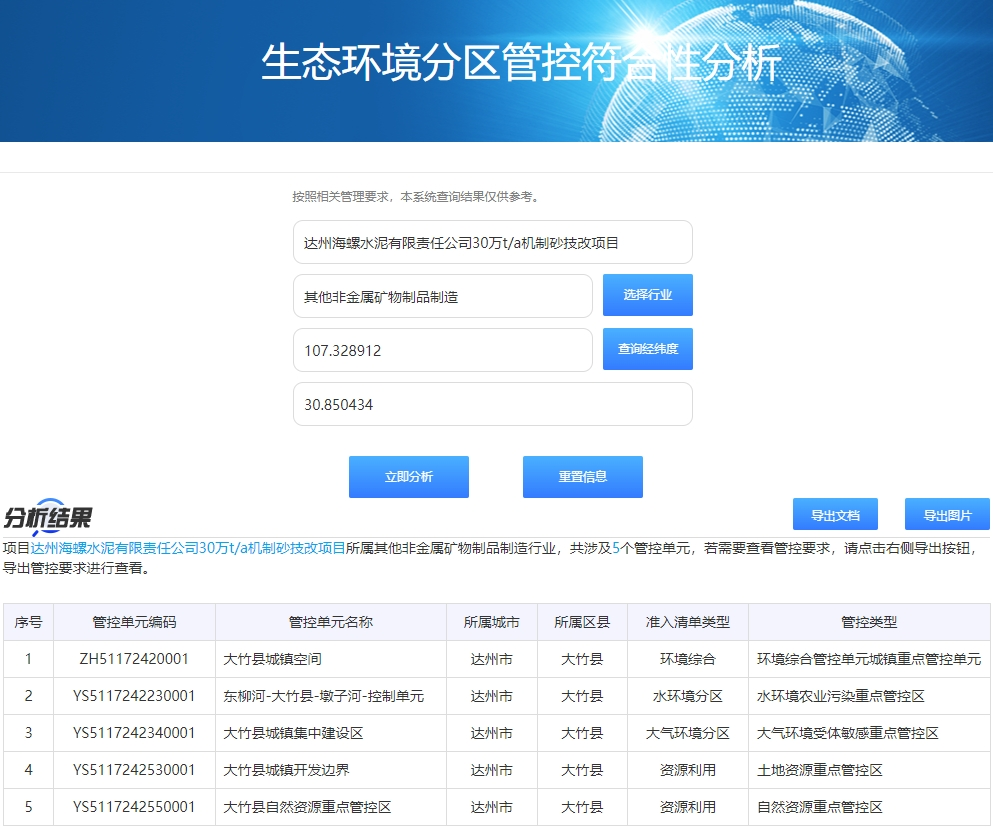 生态环境分区管控符合性分析
按照相关管理要求，本系统查询结果仅供参考。
达州海螺水泥有限责任公司30万t/a机制砂技改项目
其他非金属矿物制品制造 选择行业
107.328912 查询经纬度
30.850434
立即分析 重置信息
分析结果 导出文档 导出图片
项目达州海螺水泥有限责任公司30万t/a机制砂技改项目所属其他非金属矿物制品制造行业，共涉及5个管控单元，若需要查看管控要求，请点击右侧导出按钮，
导出管控要求进行查看。
序号 管控单元编码 管控单元名称 所属城市 所属区县 准入清单类型 管控类型
1 ZH51172420001 大竹县城镇空间 达州市 大竹县 环境综合 环境综合管控单元城镇重点管控单元
2 YS5117242230001 东柳河-大竹县-墩子河-控制单元 达州市 大竹县 水环境分区 水环境农业污染重点管控区
3 YS5117242340001 大竹县城镇集中建设区 达州市 大竹县 大气环境分区 大气环境受体敏感重点管控区
4 YS5117242530001 大竹县城镇开发边界 达州市 大竹县 资源利用 土地资源重点管控区
5 YS5117242550001 大竹县自然资源重点管控区 达州市 大竹县 资源利用 自然资源重点管控区